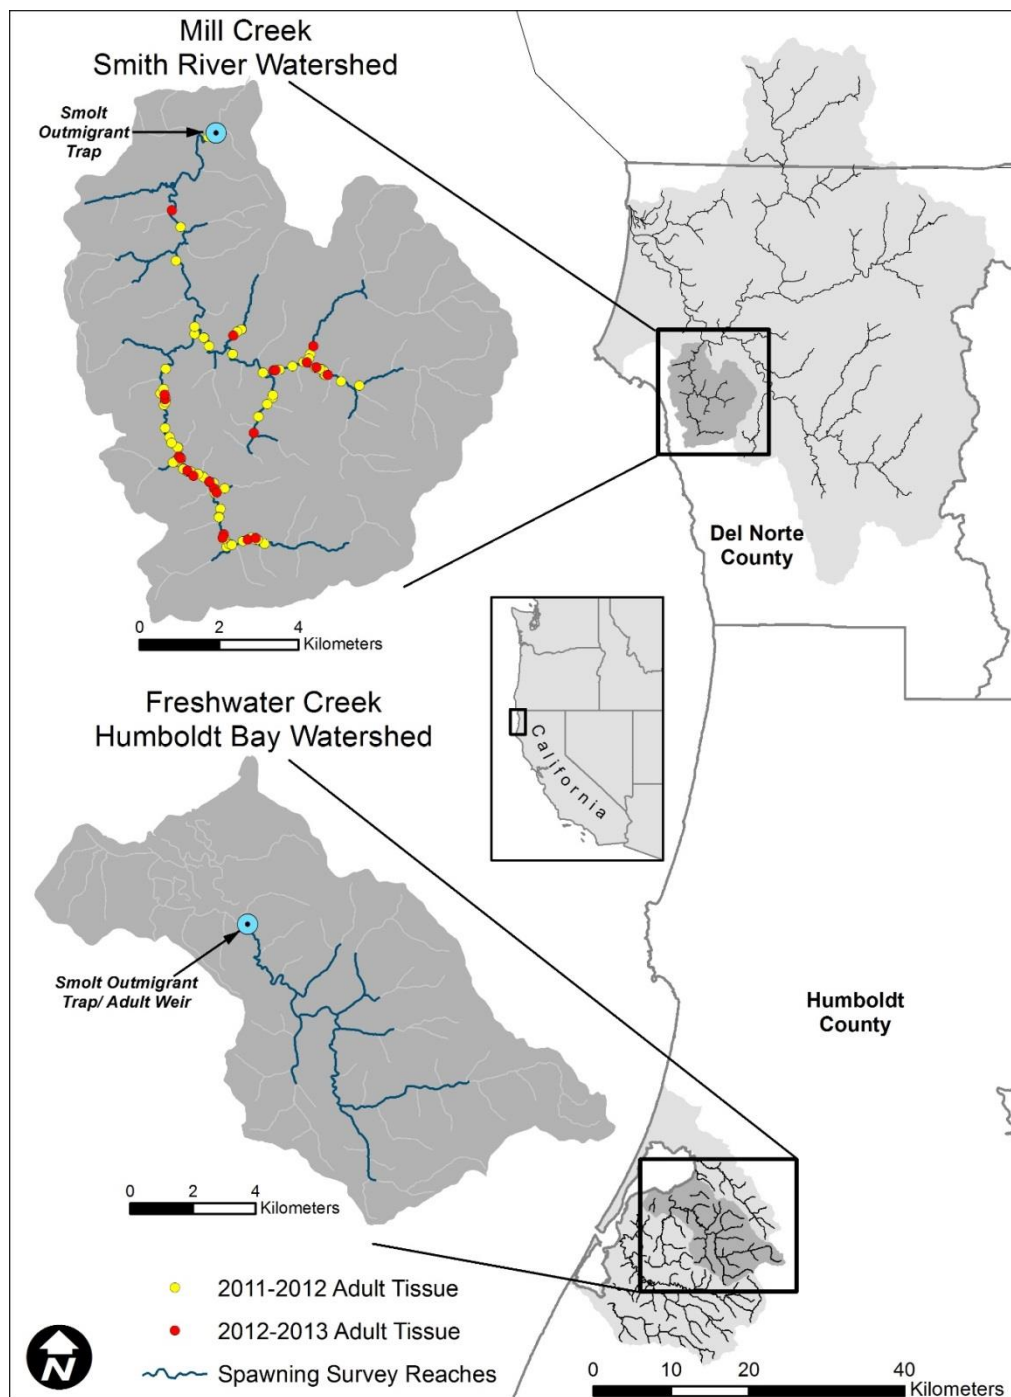 Mill Creek
Smith River Watershed
Smolt
Outmigrant
Trap
0 2 4
Kilometers
Del Norte
County
California
Freshwater Creek
Humboldt Bay Watershed
Smolt Outmigrant
Trap/ Adult Weir
0 2 4
Kilometers
Humboldt
County
2011-2012 Adult Tissue
2012-2013 Adult Tissue
Spawning Survey Reaches
N
0 10 20 40
Kilometers